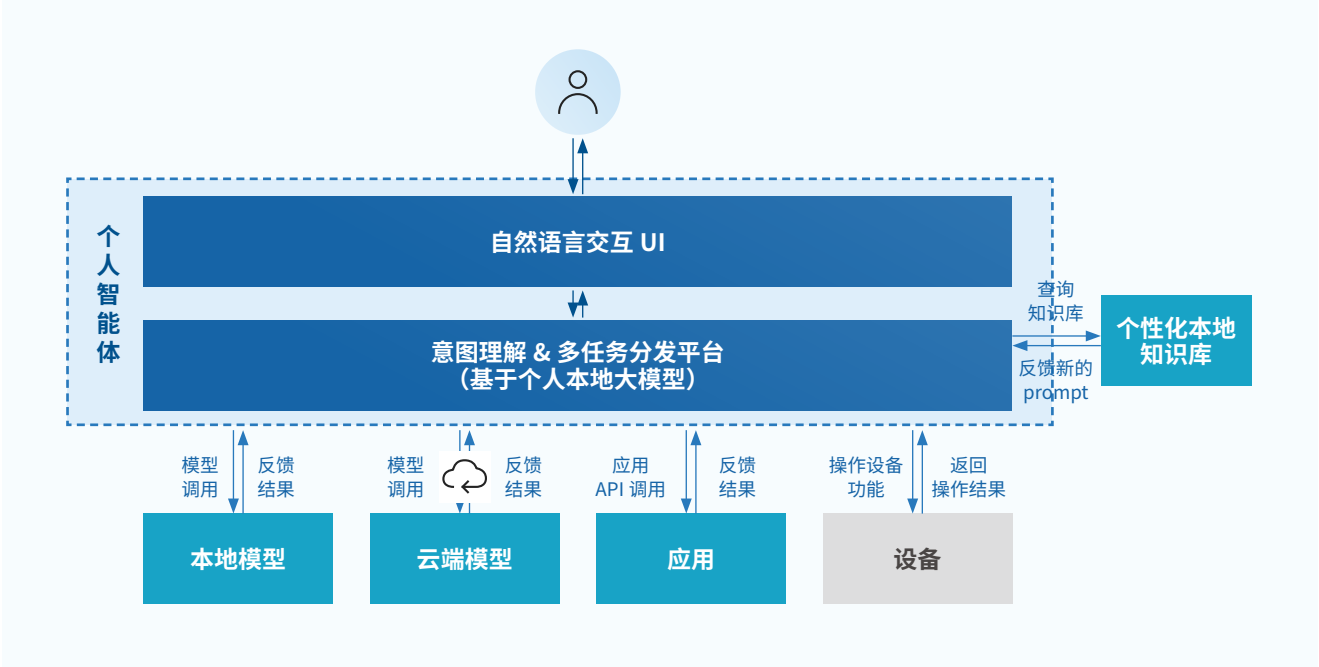 个
人
智
能
体
自然语言交互 UI
意图理解 & 多任务分发平台
（基于个人本地大模型）
查询
知识库
反馈新的
prompt
个性化本地
知识库
模型
调用
反馈
结果
模型
调用
反馈
结果
应用
API 调用
反馈
结果
操作设备
功能
返回
操作结果
本地模型
云端模型
应用
设备